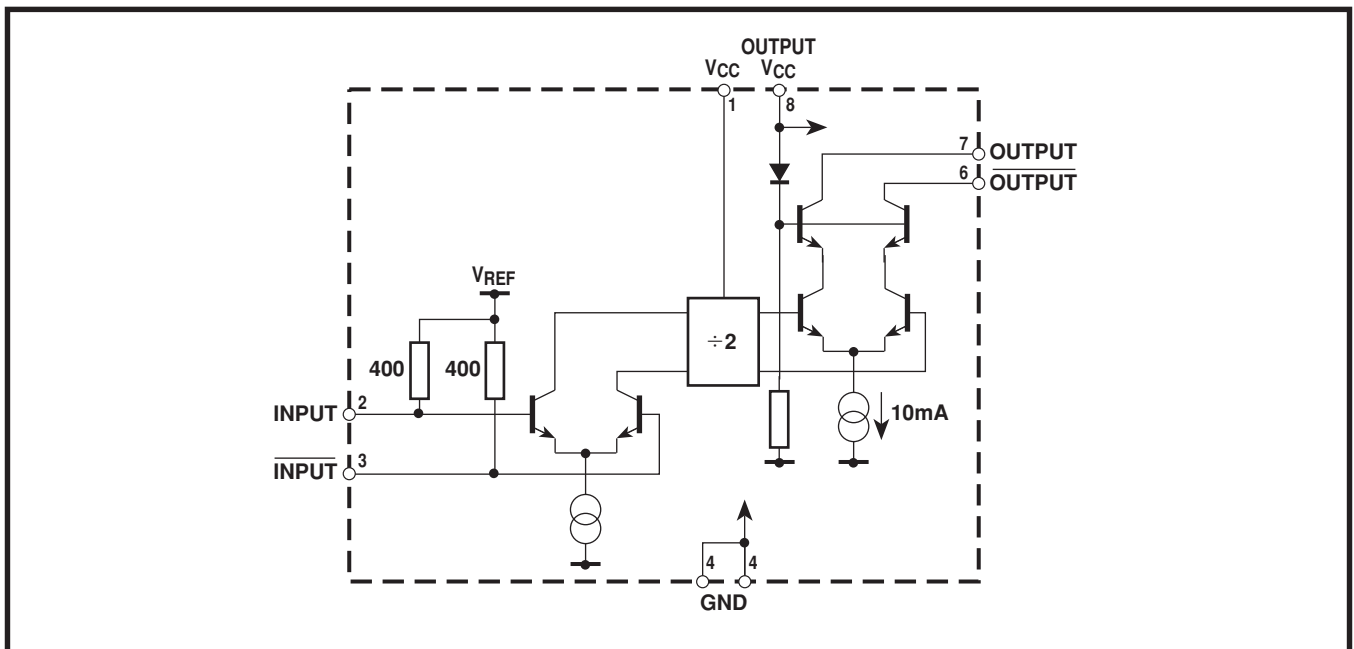 OUTPUT
VCC VCC
1 8
7 OUTPUT
6 OUTPUT
VREF
÷2
400 400
INPUT 2
10mA
INPUT 3
4 4
GND